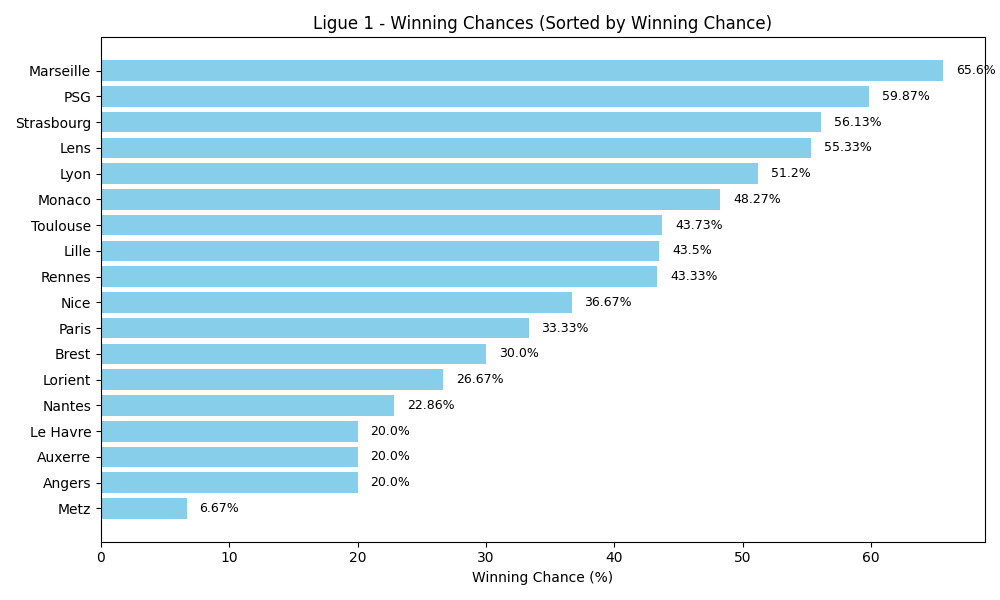 Ligue 1 - Winning Chances (Sorted by Winning Chance)
Marseille 65.6%
PSG 59.87%
Strasbourg 56.13%
Lens 55.33%
Lyon 51.2%
Monaco 48.27%
Toulouse 43.73%
Lille 43.5%
Rennes 43.33%
Nice 36.67%
Paris 33.33%
Brest 30.0%
Lorient 26.67%
Nantes 22.86%
Le Havre 20.0%
Auxerre 20.0%
Angers 20.0%
Metz 6.67%
0 10 20 30 40 50 60
Winning Chance (%)